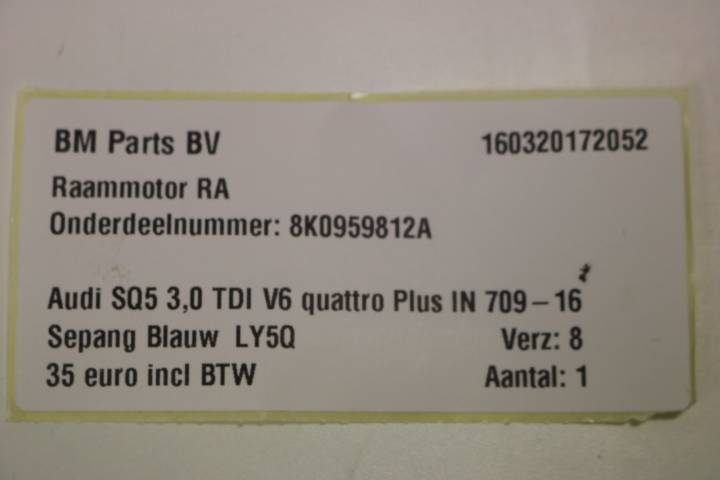 BM Parts BV 160320172052
Raammotor RA
Onderdeelnummer: 8K0959812A
Audi SQ5 3,0 TDI V6 quattro Plus IN 709-16
Sepang Blauw LY5Q Verz: 8
35 euro incl BTW Aantal: 1